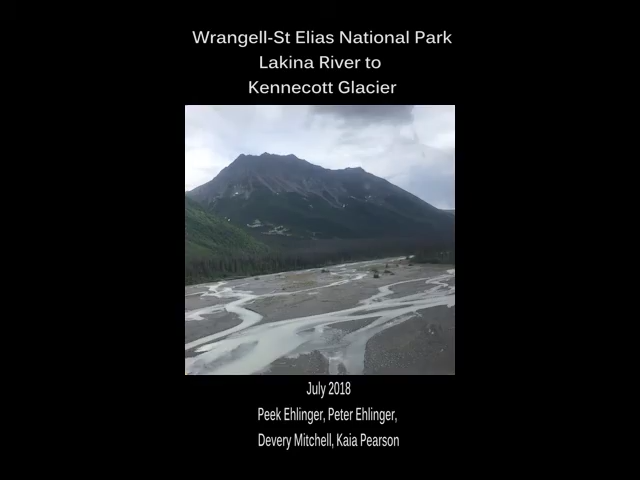 Wrangell-St Elias National Park
Lakina River to
Kennecott Glacier
July 2018
Peek Ehlinger, Peter Ehlinger,
Devery Mitchell, Kaia Pearson